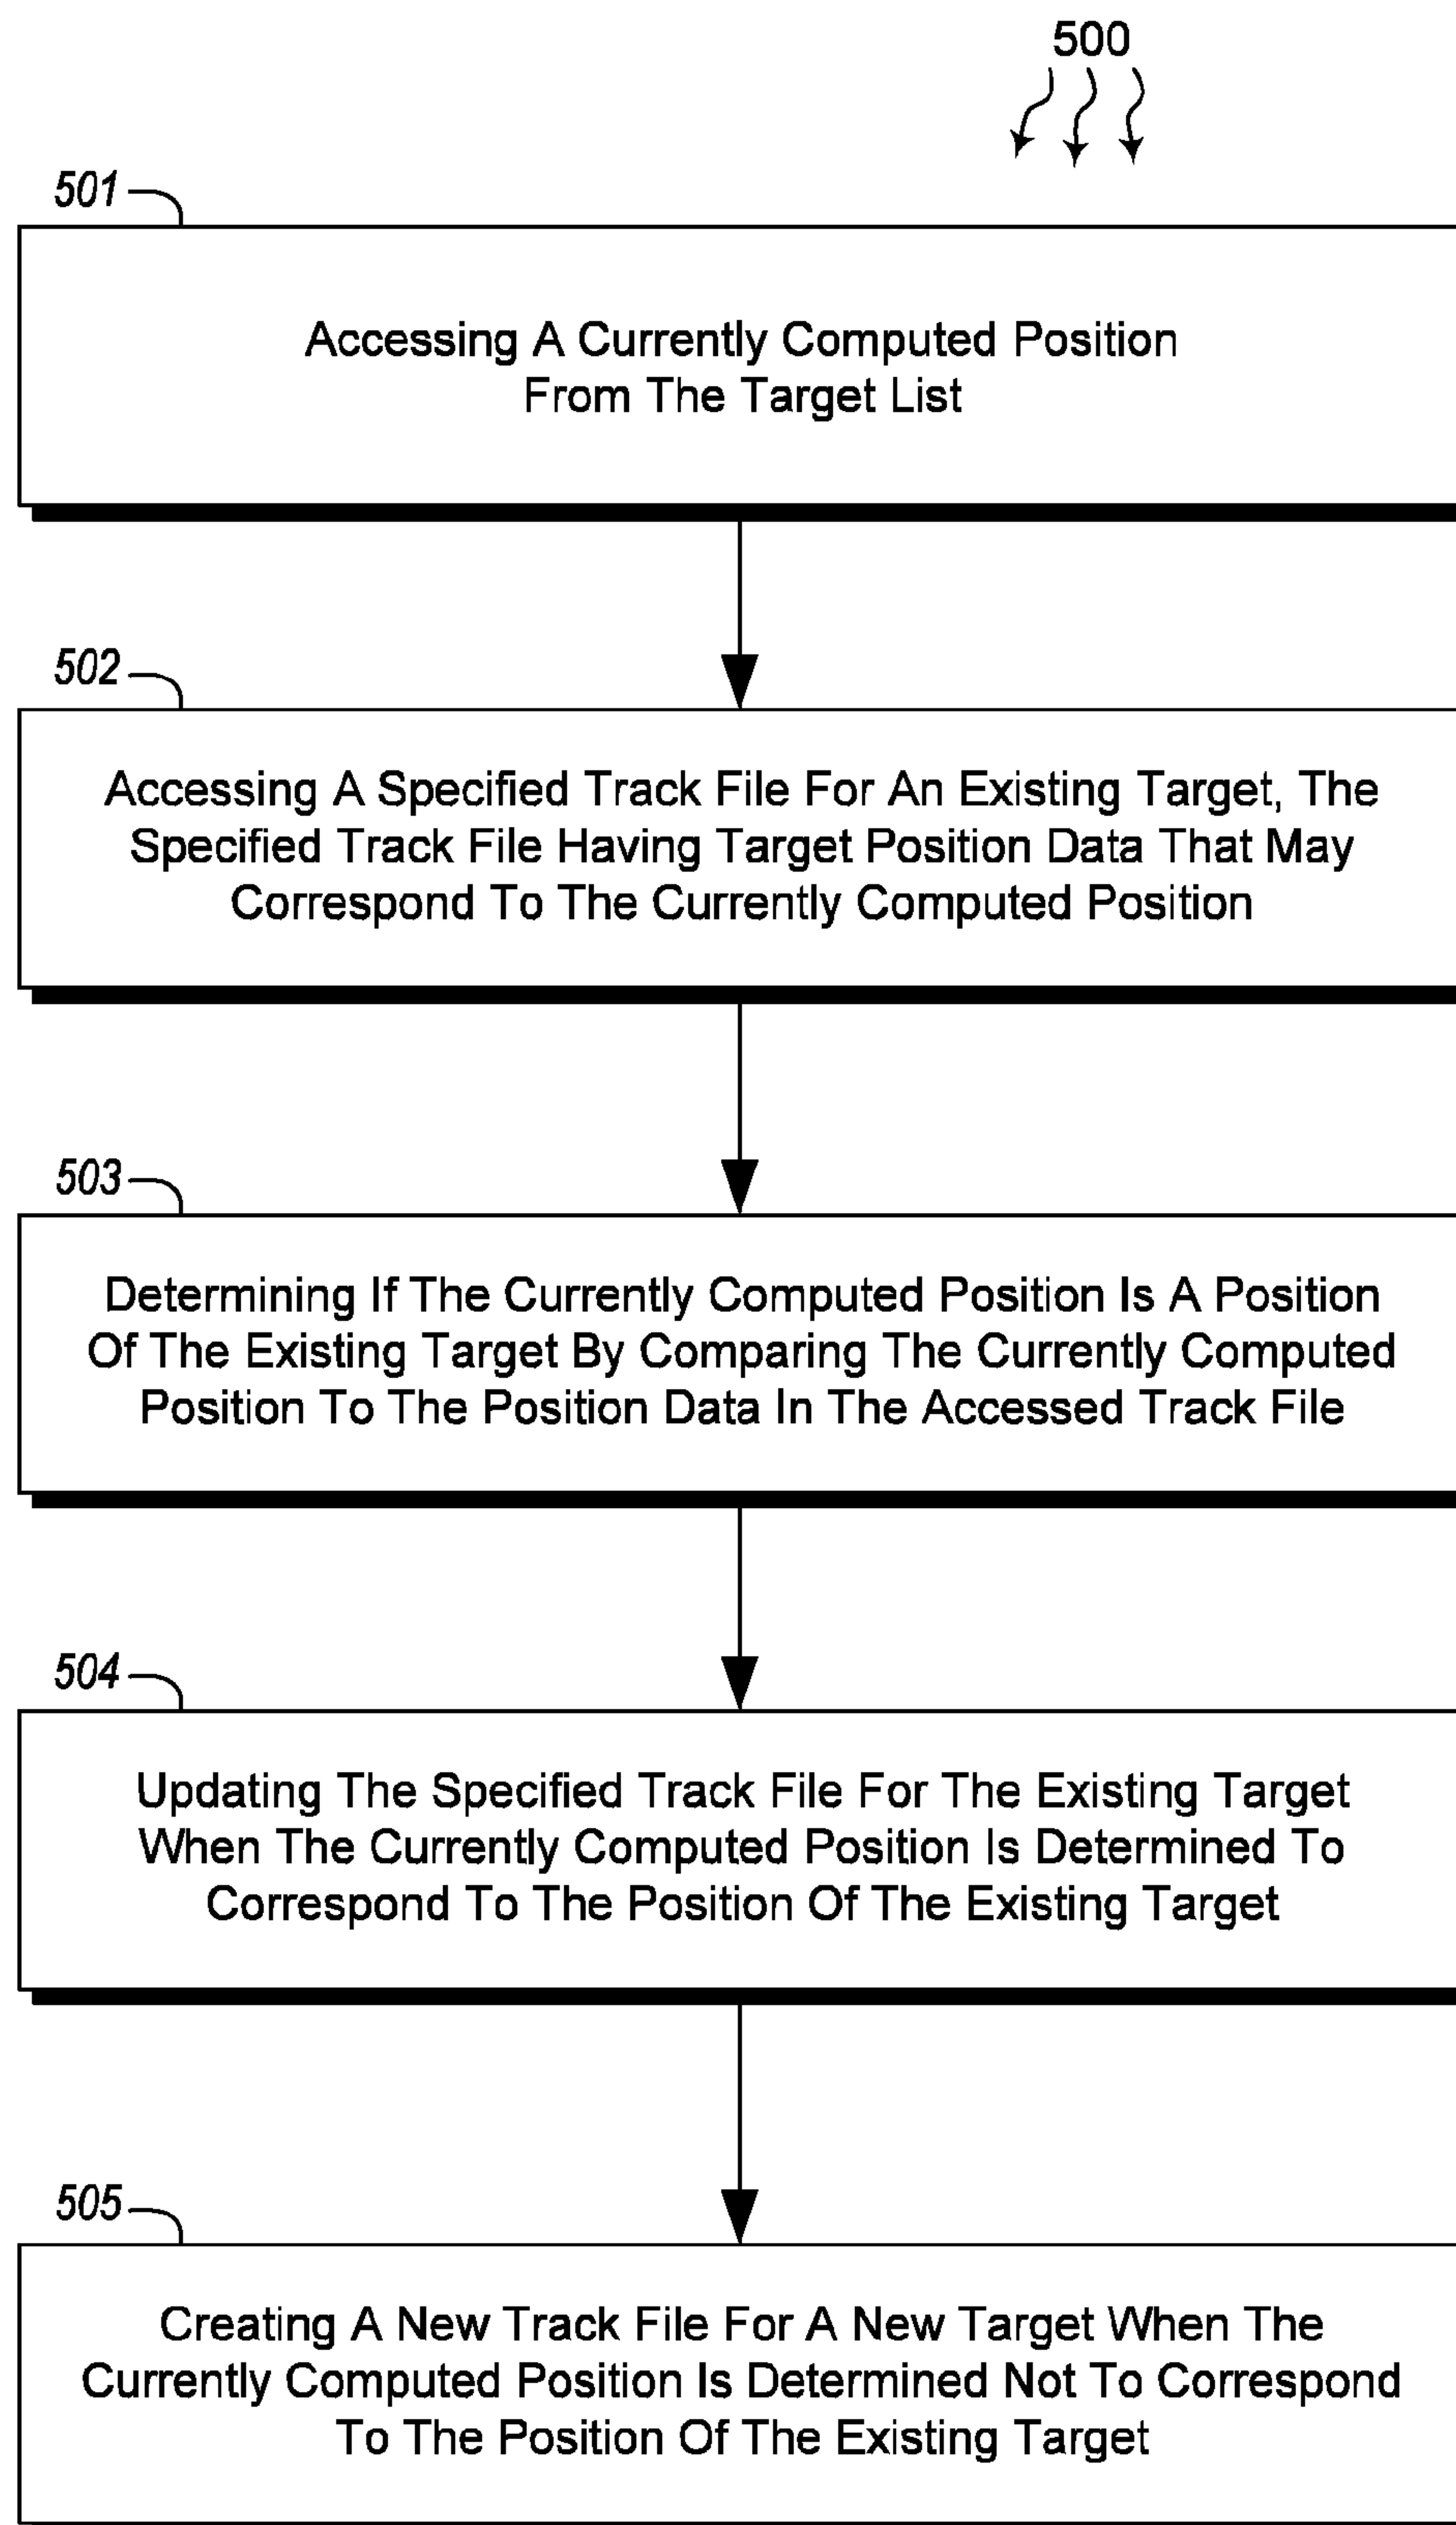 500
501
Accessing A Currently Computed Position
From The Target List
502
Accessing A Specified Track File For An Existing Target, The
Specified Track File Having Target Position Data That May
Correspond To The Currently Computed Position
503
Determining If The Currently Computed Position Is A Position
Of The Existing Target By Comparing The Currently Computed
Position To The Position Data In The Accessed Track File
504
Updating The Specified Track File For The Existing Target
When The Currently Computed Position Is Determined To
Correspond To The Position Of The Existing Target
505
Creating A New Track File For A New Target When The
Currently Computed Position Is Determined Not To Correspond
To The Position Of The Existing Target